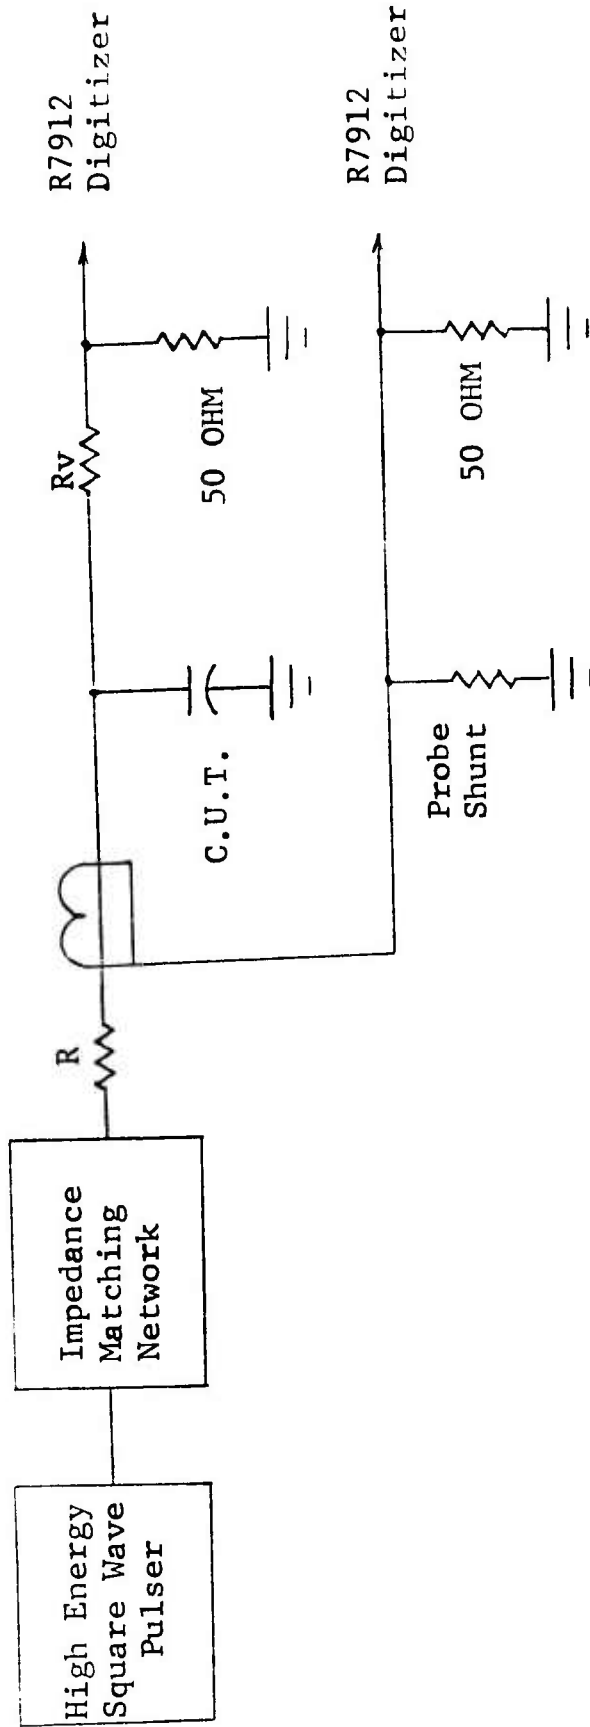 High Energy
Square Wave
Pulser
Impedance
Matching
Network
R
C.U.T.
Rv
50 OHM
R7912
Digitizer
Probe
Shunt
50 OHM
R7912
Digitizer